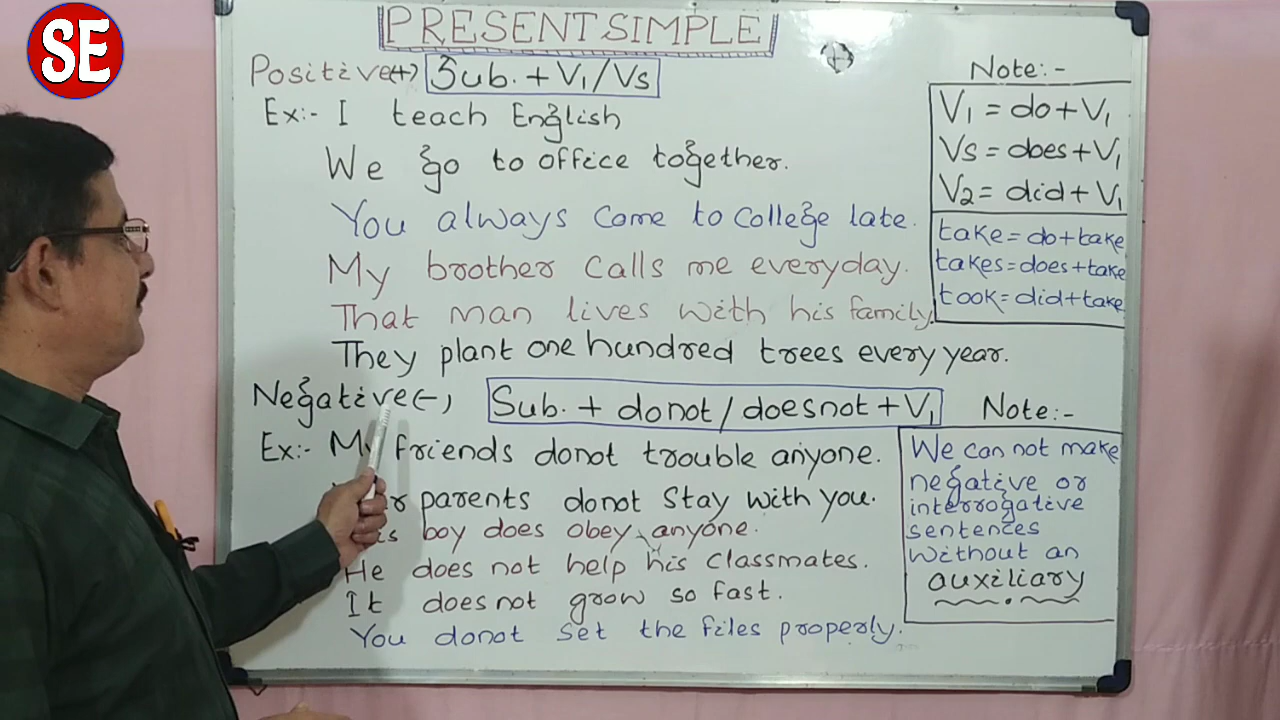 SE
PRESENT SIMPLE
Positive(+) Sub. + V1/Vs
Ex:- I teach English
We go to office together.
You always come to college late.
My brother calls me everyday.
That man lives with his family.
They plant one hundred trees every year.
Note:-
V1 = do + V1
Vs = does + V1
V2 = did + V1
take = do + take
takes = does + take
took = did + take
Negative(-) Sub. + donot / doesnot + V1
Ex:- My friends donot trouble anyone.
parents donot stay with you.
boy does obey anyone.
He does not help his classmates.
It does not grow so fast.
You donot set the files properly.
Note:-
We can not make
negative or
interrogative
sentences
without an
auxiliary